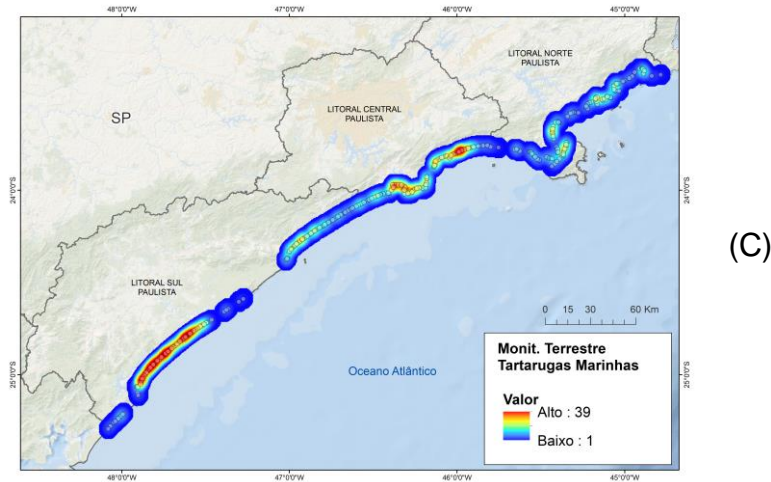 48°0'0"O 47°0'0"O 46°0'0"O 45°0'0"O
LITORAL NORTE
PAULISTA
LITORAL CENTRAL
PAULISTA
SP
24°0'0"S 24°0'0"S
(C)
LITORAL SUL
PAULISTA
0 15 30 60 Km
Oceano Atlântico
25°0'0"S 25°0'0"S
Monit. Terrestre
Tartarugas Marinhas
Valor
Alto : 39
Baixo : 1
48°0'0"O 47°0'0"O 46°0'0"O 45°0'0"O